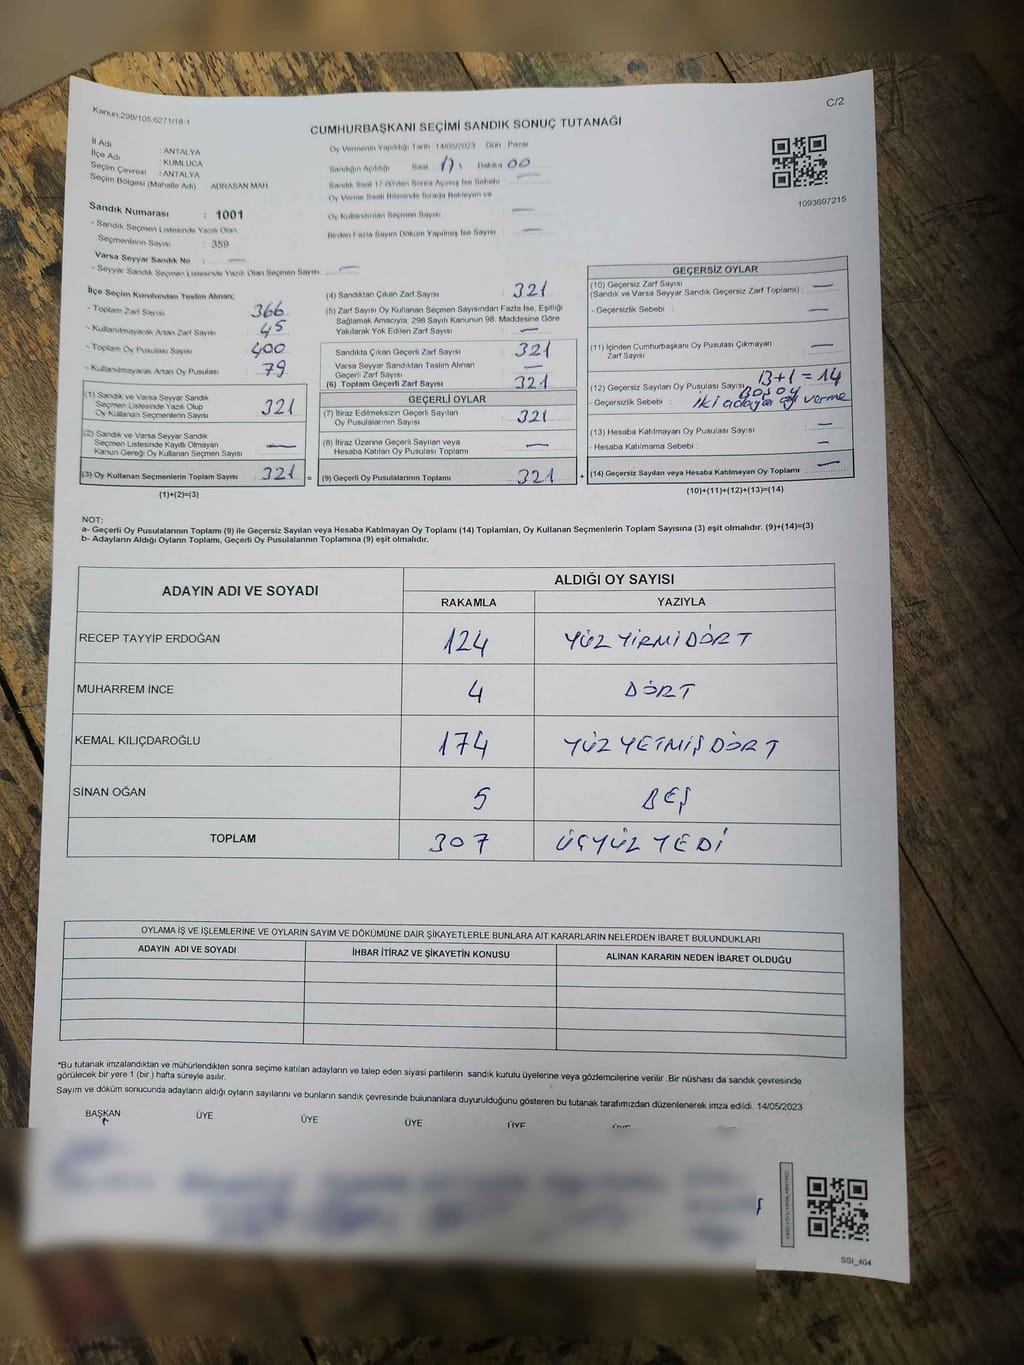 Kanun:298/105,6271/18-1
C/2
CUMHURBAŞKANI SEÇİMİ SANDIK SONUÇ TUTANAĞI
İl Adı : ANTALYA
İlçe Adı : KUMLUCA
Seçim Çevresi : ANTALYA
Seçim Bölgesi (Mahalle Adı) : ADRASAN MAH.
Oy Vermenin Yapıldığı Tarih : 14/05/2023 Gün Pazar
Sandığın Açıldığı Saat 17: Dakika 00
Sandık Saat 17:00'den Sonra Açılmış İse Sebebi : —
Oy Verme Saati Bitiminde Sırada Bekleyen ve
Oy Kullandırılan Seçmen Sayısı —
Birden Fazla Sayım Döküm Yapılmış İse Sayısı : —
1093697215
Sandık Numarası : 1001
- Sandık Seçmen Listesinde Yazılı Olan
Seçmenlerin Sayısı : 359
Varsa Seyyar Sandık No : —
- Seyyar Sandık Seçmen Listesinde Yazılı Olan Seçmen Sayısı : —
İlçe Seçim Kurulundan Teslim Alınan;
- Toplam Zarf Sayısı 366
- Kullanılmayarak Artan Zarf Sayısı : 45
- Toplam Oy Pusulası Sayısı : 400
- Kullanılmayarak Artan Oy Pusulası : 79
(1) Sandık ve Varsa Seyyar Sandık
Seçmen Listesinde Yazılı Olup
Oy Kullanan Seçmenlerin Sayısı : 321
(2) Sandık ve Varsa Seyyar Sandık
Seçmen Listesinde Kayıtlı Olmayan
Kanun Gereği Oy Kullanan Seçmen Sayısı : —
(3) Oy Kullanan Seçmenlerin Toplam Sayısı : 321 =
(1)+(2)=(3)
(4) Sandıktan Çıkan Zarf Sayısı : 321
(5) Zarf Sayısı Oy Kullanan Seçmen Sayısından Fazla İse, Eşitliği
Sağlamak Amacıyla, 298 Sayılı Kanunun 98. Maddesine Göre
Yakılarak Yok Edilen Zarf Sayısı : —
Sandıkta Çıkan Geçerli Zarf Sayısı : 321
Varsa Seyyar Sandıktan Teslim Alınan
Geçerli Zarf Sayısı : —
(6) Toplam Geçerli Zarf Sayısı : 321
GEÇERLİ OYLAR
(7) İtiraz Edilmeksizin Geçerli Sayılan
Oy Pusulalarının Sayısı : 321
(8) İtiraz Üzerine Geçerli Sayılan veya
Hesaba Katılan Oy Pusulası Toplamı : —
(9) Geçerli Oy Pusulalarının Toplamı : 321 +
GEÇERSİZ OYLAR
(10) Geçersiz Zarf Sayısı
(Sandık ve Varsa Seyyar Sandık Geçersiz Zarf Toplamı) : —
- Geçersizlik Sebebi : —
(11) İçinden Cumhurbaşkanı Oy Pusulası Çıkmayan
Zarf Sayısı : —
(12) Geçersiz Sayılan Oy Pusulası Sayısı : 13+1 = 14
- Geçersizlik Sebebi : BOŞ OY
iki adaya oy verme
(13) Hesaba Katılmayan Oy Pusulası Sayısı : —
- Hesaba Katılmama Sebebi : —
(14) Geçersiz Sayılan veya Hesaba Katılmayan Oy Toplamı : —
(10)+(11)+(12)+(13)=(14)
NOT:
a- Geçerli Oy Pusulalarının Toplamı (9) ile Geçersiz Sayılan veya Hesaba Katılmayan Oy Toplamı (14) Toplamları, Oy Kullanan Seçmenlerin Toplam Sayısına (3) eşit olmalıdır. (9)+(14)=(3)
b- Adayların Aldığı Oyların Toplamı, Geçerli Oy Pusulalarının Toplamına (9) eşit olmalıdır.
ADAYIN ADI VE SOYADI
ALDIĞI OY SAYISI
RAKAMLA YAZIYLA
RECEP TAYYİP ERDOĞAN 124 YÜZ YİRMİDÖRT
MUHARREM İNCE 4 DÖRT
KEMAL KILIÇDAROĞLU 174 YÜZ YETMİŞ DÖRT
SİNAN OĞAN 5 BEŞ
TOPLAM 307 ÜÇYÜZ YEDİ
OYLAMA İŞ VE İŞLEMLERİNE VE OYLARIN SAYIM VE DÖKÜMÜNE DAİR ŞİKAYETLERLE BUNLARA AİT KARARLARIN NELERDEN İBARET BULUNDUKLARI
ADAYIN ADI VE SOYADI İHBAR İTİRAZ VE ŞİKAYETİN KONUSU ALINAN KARARIN NEDEN İBARET OLDUĞU
*Bu tutanak imzalandıktan ve mühürlendikten sonra seçime katılan adayların ve talep eden siyasi partilerin sandık kurulu üyelerine veya gözlemcilerine verilir .Bir nüshası da sandık çevresinde
görülecek bir yere 1 (bir ) hafta süreyle asılır.
Sayım ve döküm sonucunda adayların aldığı oyların sayılarını ve bunların sandık çevresinde bulunanlara duyurulduğunu gösteren bu tutanak tarafımızdan düzenlenerek imza edildi. 14/05/2023
BAŞKAN ÜYE ÜYE ÜYE ÜYE
SSI_404